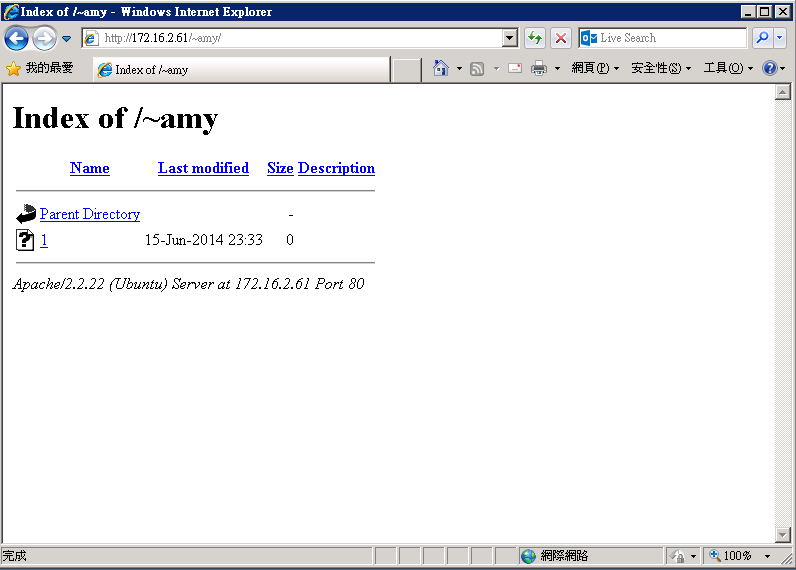 Index of /~amy - Windows Internet Explorer
http://172.16.2.61/~amy/
Live Search
我的最愛
Index of /~amy
網頁(P)
安全性(S)
工具(O)
Index of /~amy
Name Last modified Size Description
Parent Directory -
1 15-Jun-2014 23:33 0
Apache/2.2.22 (Ubuntu) Server at 172.16.2.61 Port 80
完成
網際網路
100%